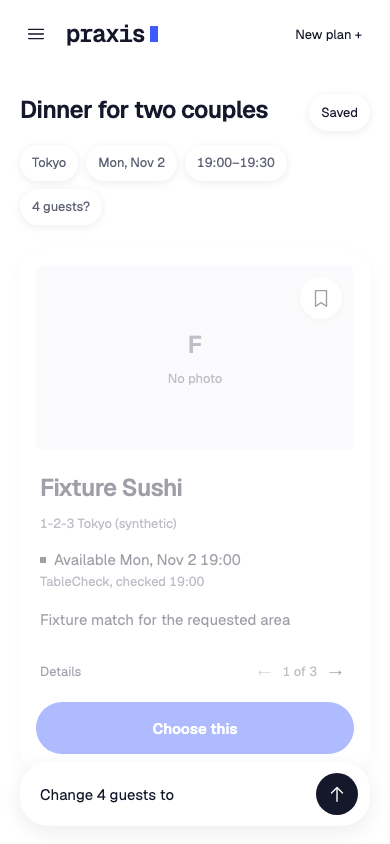 praxis
New plan +
Dinner for two couples
Saved
Tokyo
Mon, Nov 2
19:00–19:30
4 guests?
F
No photo
Fixture Sushi
1-2-3 Tokyo (synthetic)
Available Mon, Nov 2 19:00
TableCheck, checked 19:00
Fixture match for the requested area
Details
← 1 of 3 →
Choose this
Change 4 guests to